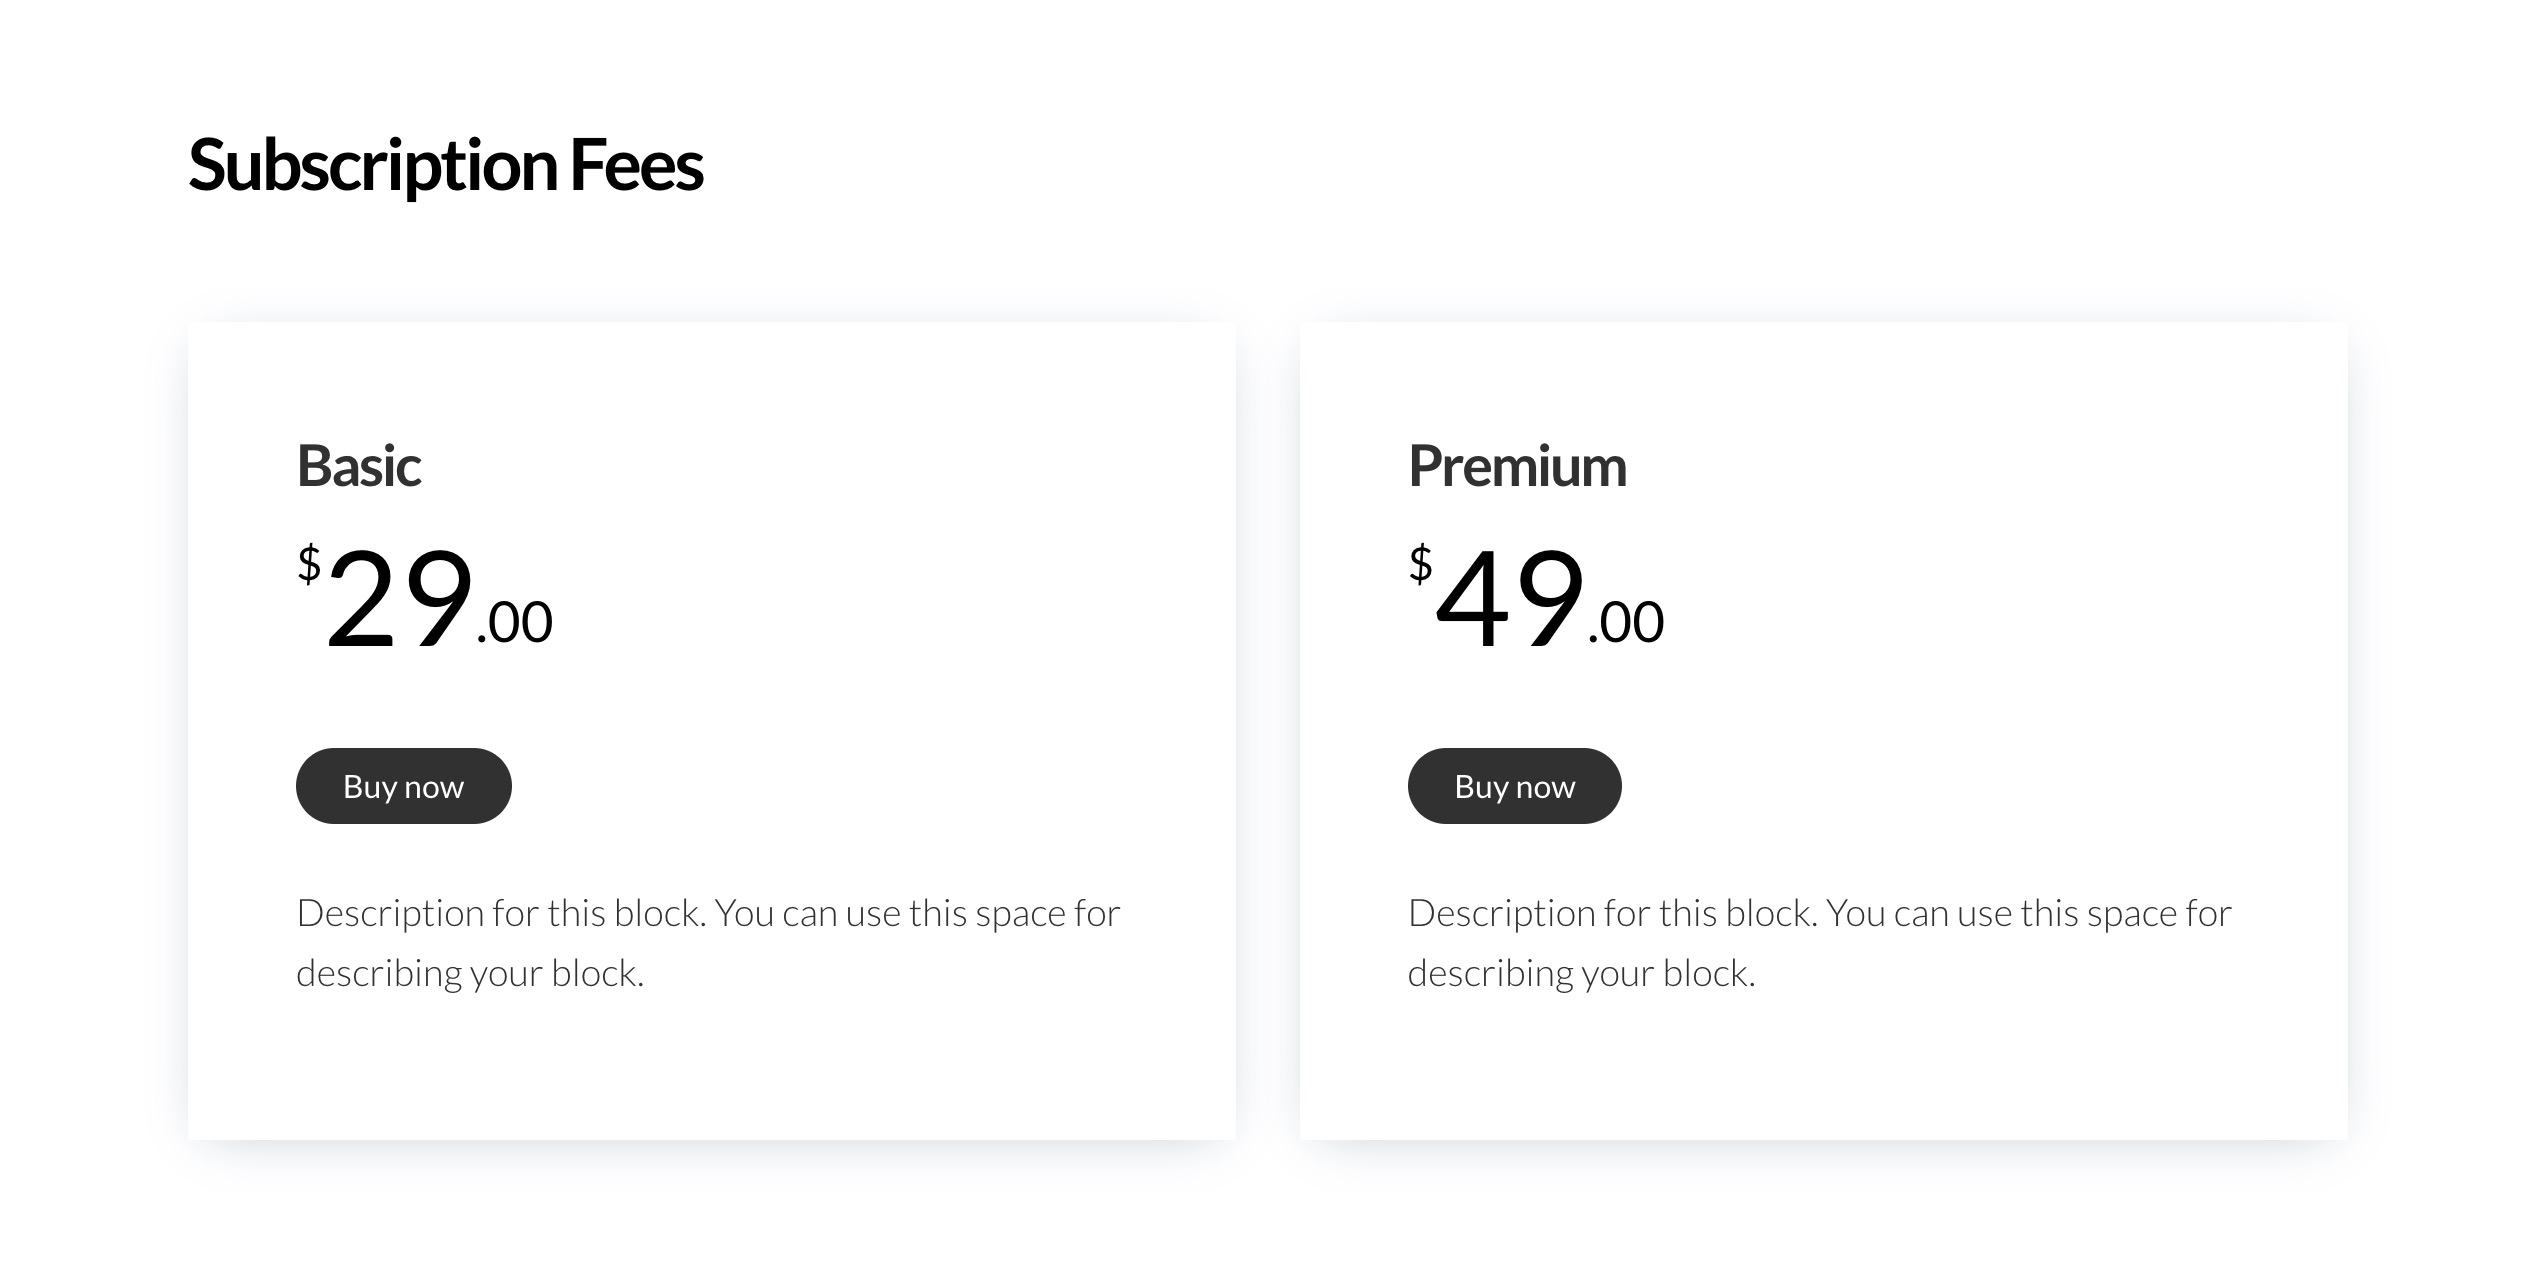 Subscription Fees
Basic
$29.00
Buy now
Description for this block. You can use this space for
describing your block.
Premium
$49.00
Buy now
Description for this block. You can use this space for
describing your block.